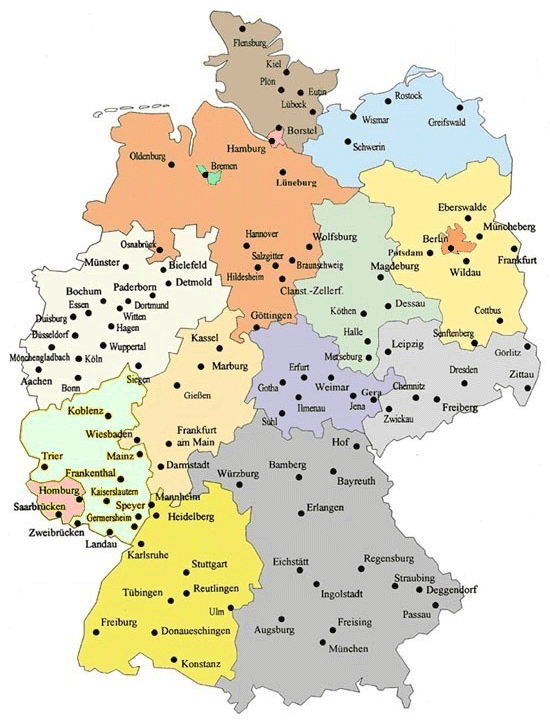 Flensburg
Kiel
Plön
Eutin
Lübeck
Rostock
Greifswald
Wismar
Borstel
Hamburg
Schwerin
Oldenburg
Bremen
Lüneburg
Eberswalde
Müncheberg
Berlin
Potsdam
Frankfurt
Wildau
Hannover
Wolfsburg
Osnabrück
Salzgitter
Braunschweig
Münster
Bielefeld
Hildesheim
Magdeburg
Detmold
Clanst.-Zellerf.
Paderborn
Bochum
Dortmund
Essen
Witten
Duisburg
Göttingen
Köthen
Dessau
Cottbus
Hagen
Düsseldorf
Kassel
Halle
Senftenberg
Wuppertal
Mönchengladbach
Köln
Merseburg
Leipzig
Görlitz
Aachen
Siegen
Marburg
Erfurt
Dresden
Zittau
Bonn
Gießen
Gotha
Weimar
Gera
Chemnitz
Ilmenau
Jena
Freiberg
Koblenz
Suhl
Zwickau
Wiesbaden
Frankfurt
am Main
Hof
Trier
Mainz
Darmstadt
Bamberg
Frankenthal
Würzburg
Bayreuth
Homburg
Kaiserslautern
Mannheim
Saarbrücken
Speyer
Germersheim
Heidelberg
Erlangen
Zweibrücken
Landau
Karlsruhe
Stuttgart
Eichstätt
Regensburg
Straubing
Tübingen
Reutlingen
Ingolstadt
Deggendorf
Ulm
Passau
Freiburg
Donaueschingen
Augsburg
Freising
München
Konstanz